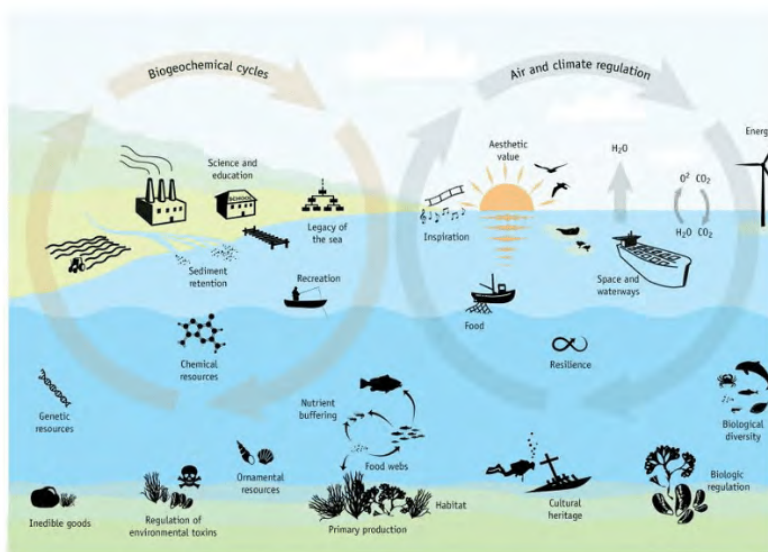 Biogeochemical cycles
Air and climate regulation
Energ
Science and
education
SCHOOL
Legacy of
the sea
Aesthetic
value
H2O
O2 CO2
H2O CO2
Inspiration
Sediment
retention
Recreation
Space and
waterways
Food
Resilience
Chemical
resources
Genetic
resources
Nutrient
buffering
Food webs
Biological
diversity
Ornamental
resources
Inedible goods
Regulation of
environmental toxins
Primary production
Habitat
Cultural
heritage
Biologic
regulation